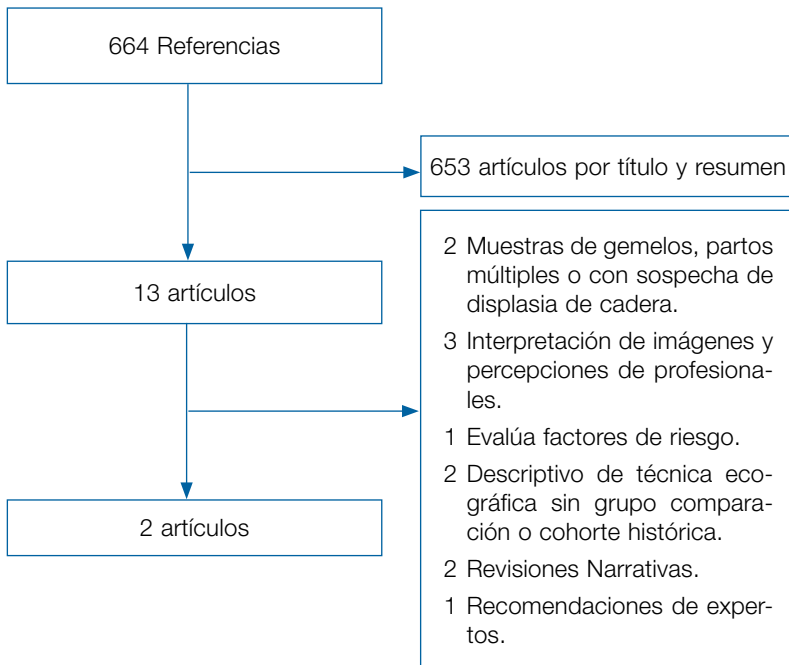 664 Referencias
653 artículos por título y resumen
13 artículos
2 Muestras de gemelos, partos
múltiples o con sospecha de
displasia de cadera.
3 Interpretación de imágenes y
percepciones de profesiona-
les.
1 Evalúa factores de riesgo.
2 Descriptivo de técnica eco-
gráfica sin grupo compara-
ción o cohorte histórica.
2 Revisiones Narrativas.
1 Recomendaciones de exper-
tos.
2 artículos